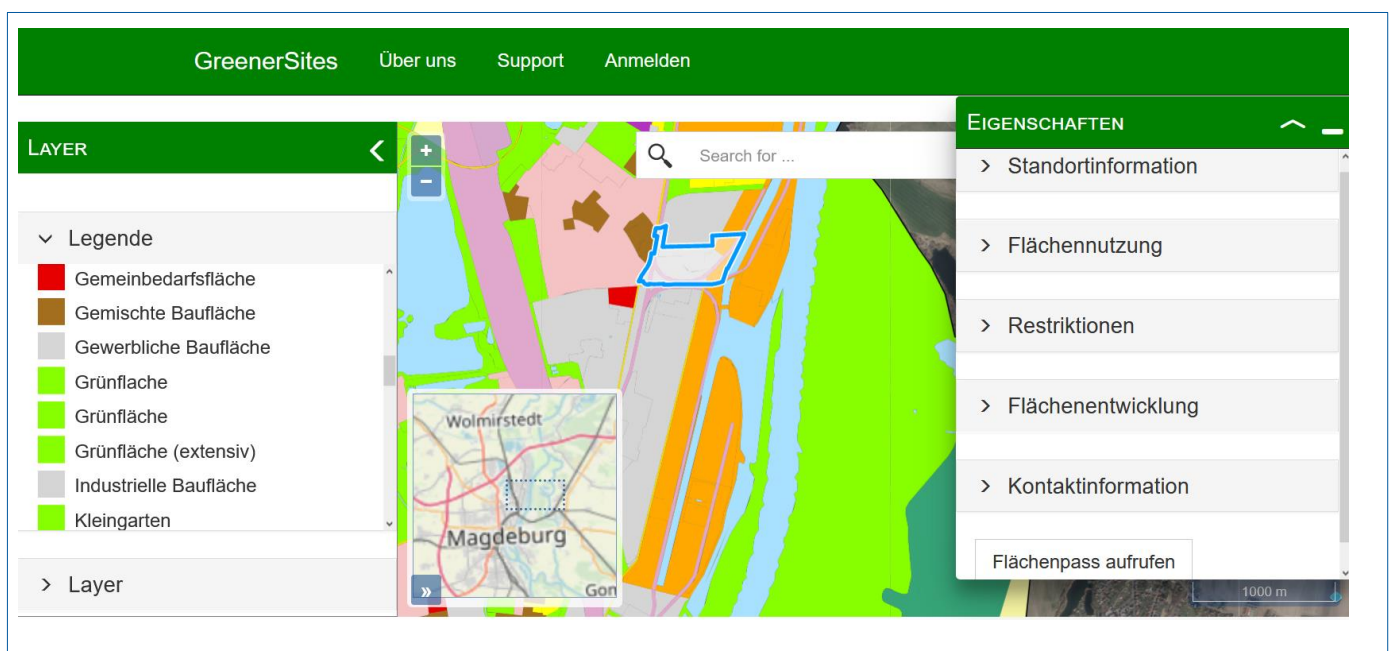 GreenerSites Über uns Support Anmelden
LAYER
Legende
Gemeinbedarfsfläche
Gemischte Baufläche
Gewerbliche Baufläche
Grünflache
Grünfläche
Grünfläche (extensiv)
Industrielle Baufläche
Kleingarten
Layer
+
−
Search for ...
Wolmirstedt
Magdeburg
Gom
»
EIGENSCHAFTEN
Standortinformation
Flächennutzung
Restriktionen
Flächenentwicklung
Kontaktinformation
Flächenpass aufrufen
1000 m